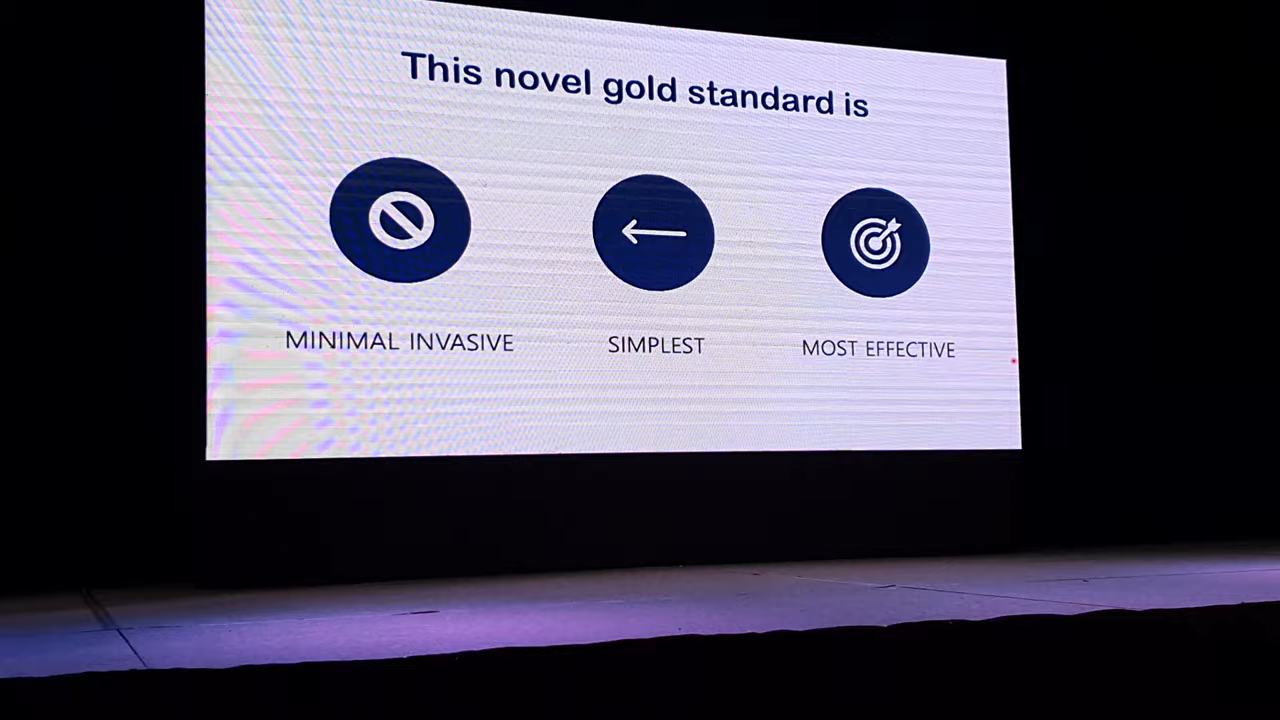 This novel gold standard is
MINIMAL INVASIVE
SIMPLEST
MOST EFFECTIVE